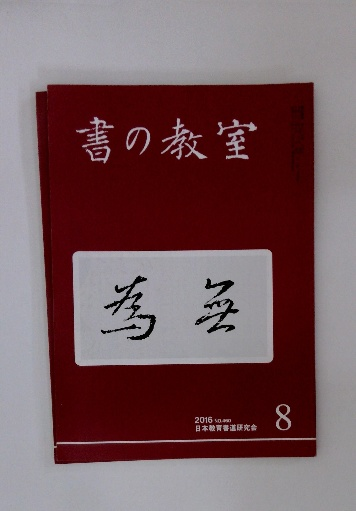 書の教室
為無
2016
8
日本教育書道研究会